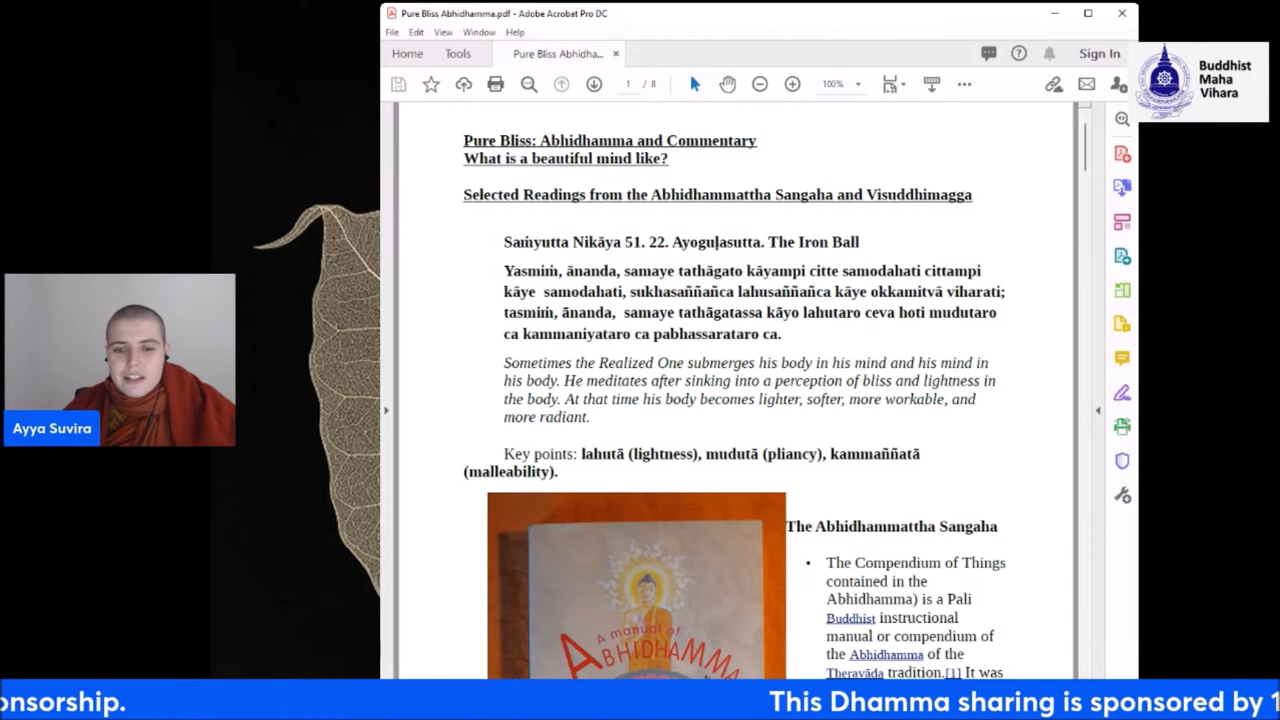 Pure Bliss Abhidhamma.pdf - Adobe Acrobat Pro DC
File Edit View Window Help
Home Tools Pure Bliss Abhidha... × Sign In
1 / 8 100%
Buddhist
Maha
Vihara
Pure Bliss: Abhidhamma and Commentary
What is a beautiful mind like?
Selected Readings from the Abhidhammattha Sangaha and Visuddhimagga
Saṁyutta Nikāya 51. 22. Ayoguḷasutta. The Iron Ball
Yasmiṁ, ānanda, samaye tathāgato kāyampi citte samodahati cittampi
kāye samodahati, sukhasaññañca lahusaññañca kāye okkamitvā viharati;
tasmiṁ, ānanda, samaye tathāgatassa kāyo lahutaro ceva hoti mudutaro
ca kammaniyataro ca pabhassarataro ca.
Sometimes the Realized One submerges his body in his mind and his mind in
his body. He meditates after sinking into a perception of bliss and lightness in
the body. At that time his body becomes lighter, softer, more workable, and
more radiant.
Key points: lahutā (lightness), mudutā (pliancy), kammaññatā
(malleability).
A manual of
ABHIDHAMMA
The Abhidhammattha Sangaha
• The Compendium of Things
contained in the
Abhidhamma) is a Pali
Buddhist instructional
manual or compendium of
the Abhidhamma of the
Theravāda tradition.[1] It was
Ayya Suvira
onsorship. This Dhamma sharing is sponsored by 1